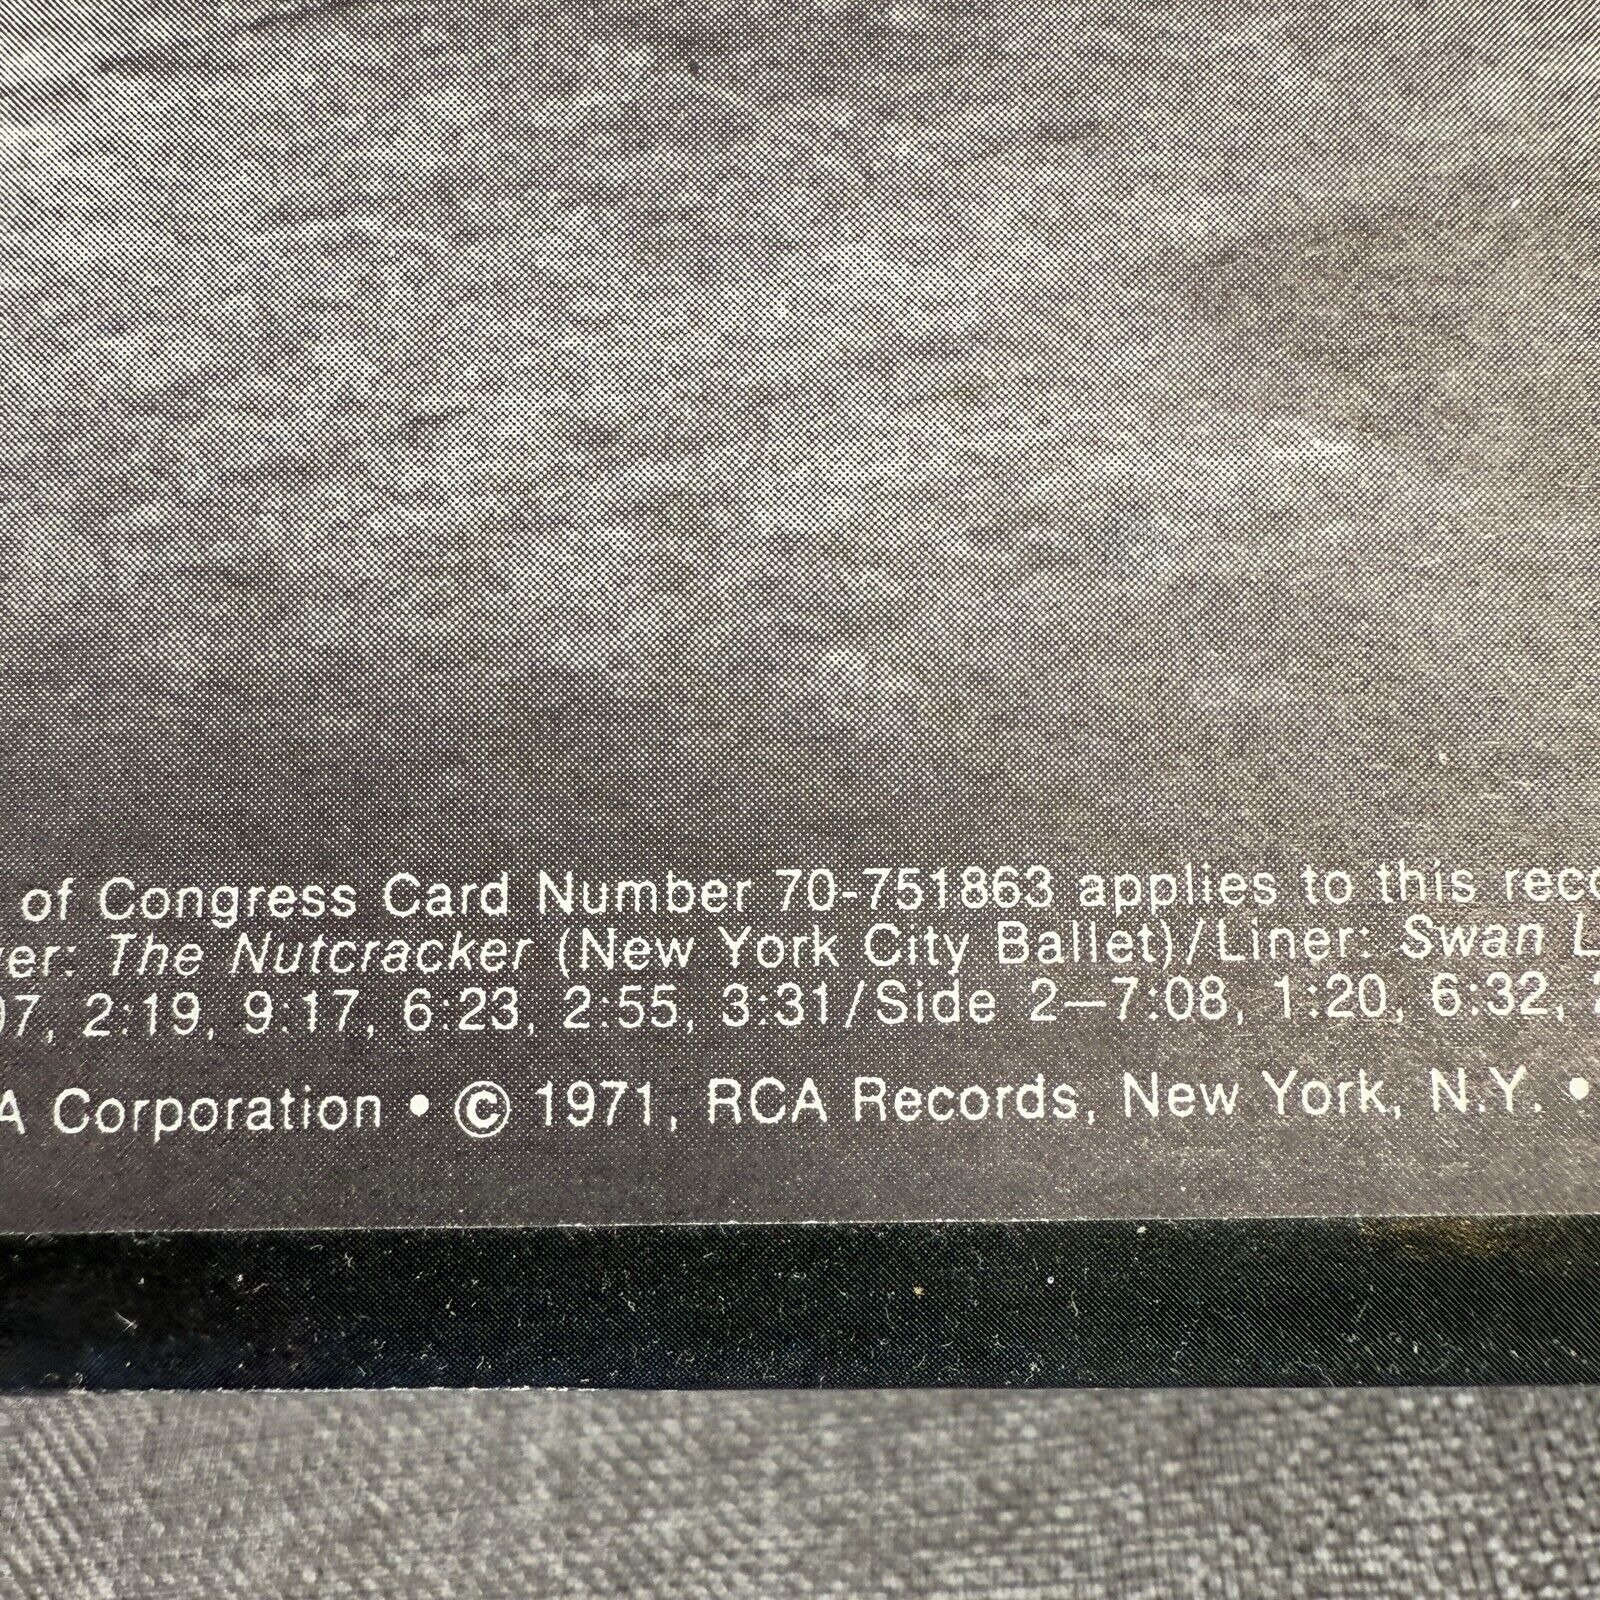 of Congress Card Number 70-751863 applies to this reco
er: The Nutcracker (New York City Ballet)/Liner: Swan L
07, 2:19, 9:17, 6:23, 2:55, 3:31/Side 2—7:08, 1:20, 6:32,
A Corporation • © 1971, RCA Records, New York, N.Y. •